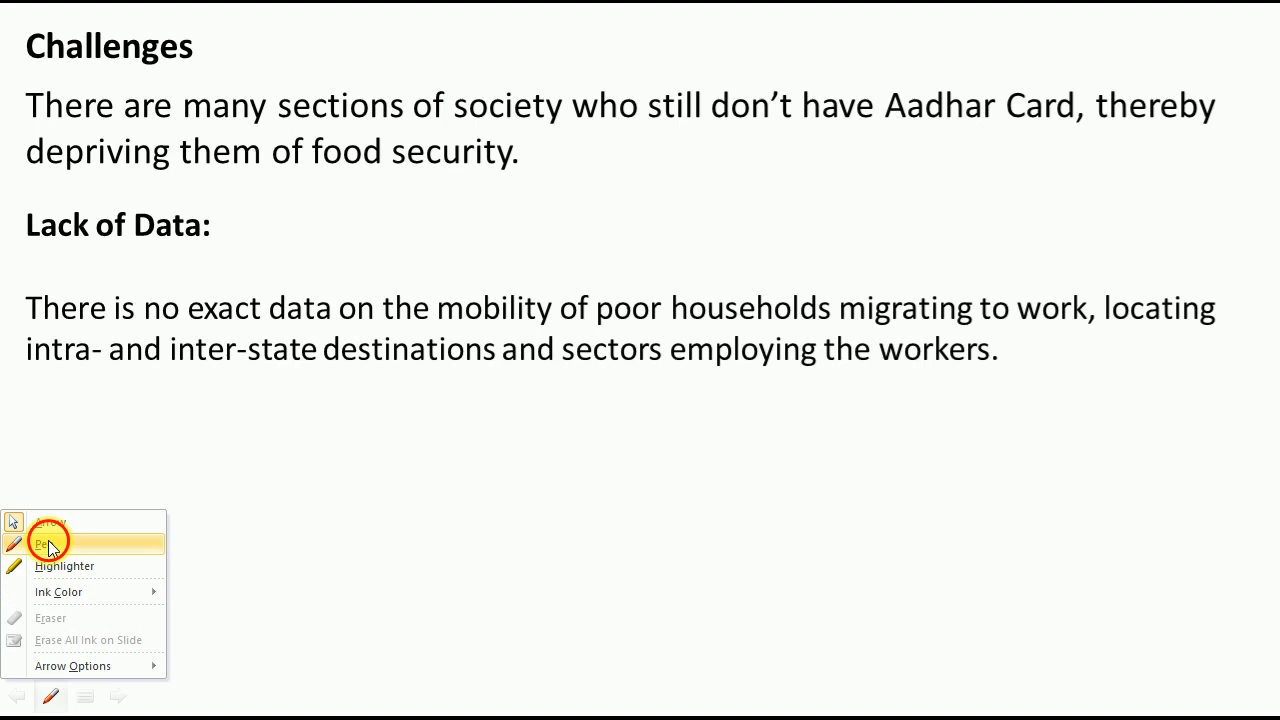 Challenges
There are many sections of society who still don’t have Aadhar Card, thereby
depriving them of food security.
Lack of Data:
There is no exact data on the mobility of poor households migrating to work, locating
intra- and inter-state destinations and sectors employing the workers.
Arrow
Highlighter
Ink Color
Eraser
Erase All Ink on Slide
Arrow Options